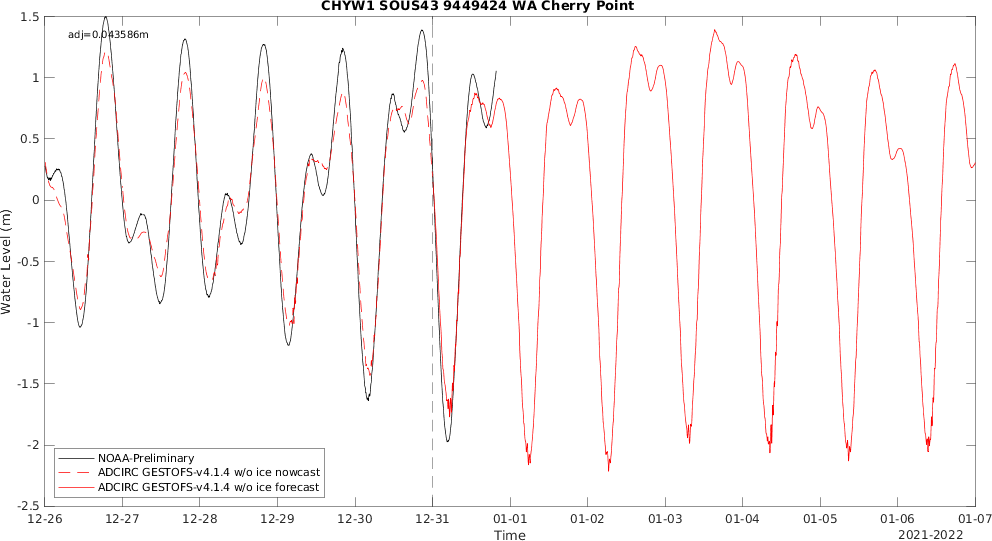 CHYW1 SOUS43 9449424 WA Cherry Point
adj=0.043586m
1.5
1
0.5
0
-0.5
-1
-1.5
-2
-2.5
Water Level (m)
NOAA-Preliminary
ADCIRC GESTOFS-v4.1.4 w/o ice nowcast
ADCIRC GESTOFS-v4.1.4 w/o ice forecast
12-26 12-27 12-28 12-29 12-30 12-31 01-01 01-02 01-03 01-04 01-05 01-06 01-07
Time
2021-2022